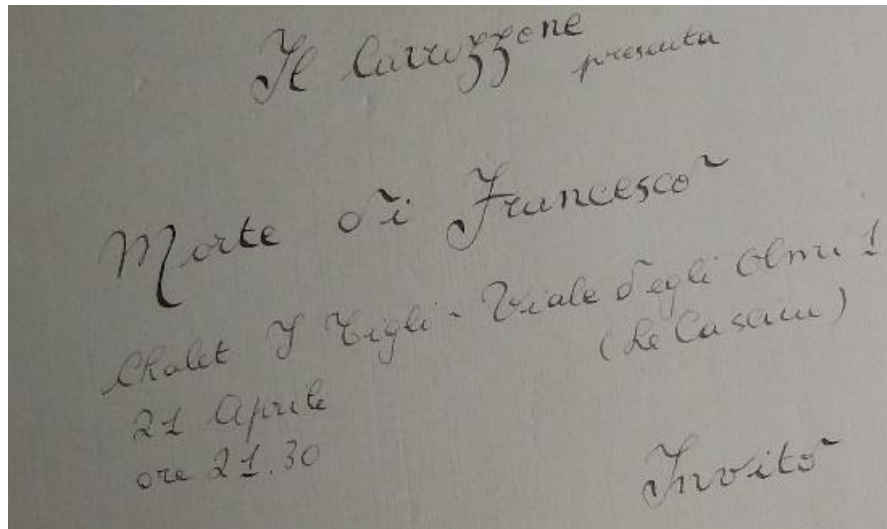 Il Carrozzone
presenta
Morte di Francesco
Chalet I Tigli - Viale degli Olmi 1
(Le Cascine)
21 Aprile
ore 21.30
Invito